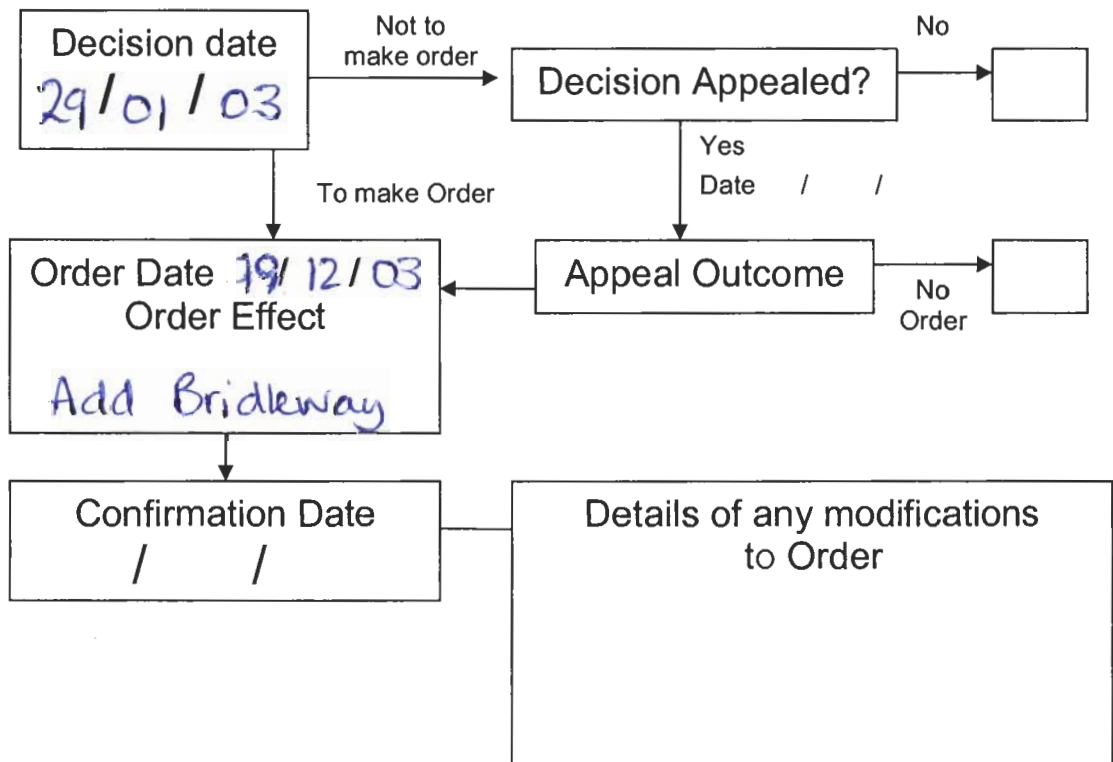 Decision date
29 / 01 / 03
Not to
make order
Decision Appealed?
No
Yes
Date / /
To make Order
Order Date 19/ 12 / 03
Order Effect
Add Bridleway
Appeal Outcome
No
Order
Confirmation Date
/ /
Details of any modifications
to Order